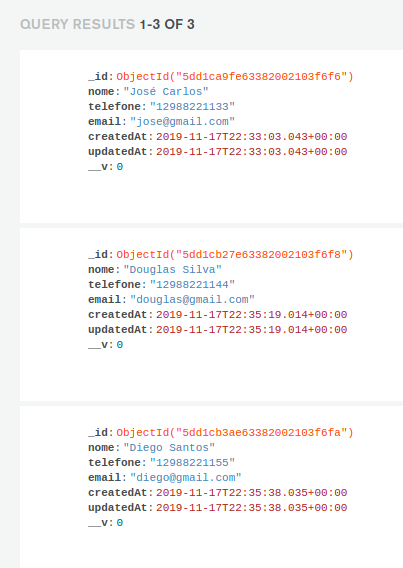 QUERY RESULTS 1-3 OF 3
_id: ObjectId("5dd1ca9fe63382002103f6f6")
nome: "José Carlos"
telefone: "12988221133"
email: "jose@gmail.com"
createdAt: 2019-11-17T22:33:03.043+00:00
updatedAt: 2019-11-17T22:33:03.043+00:00
__v: 0
_id: ObjectId("5dd1cb27e63382002103f6f8")
nome: "Douglas Silva"
telefone: "12988221144"
email: "douglas@gmail.com"
createdAt: 2019-11-17T22:35:19.014+00:00
updatedAt: 2019-11-17T22:35:19.014+00:00
__v: 0
_id: ObjectId("5dd1cb3ae63382002103f6fa")
nome: "Diego Santos"
telefone: "12988221155"
email: "diego@gmail.com"
createdAt: 2019-11-17T22:35:38.035+00:00
updatedAt: 2019-11-17T22:35:38.035+00:00
__v: 0